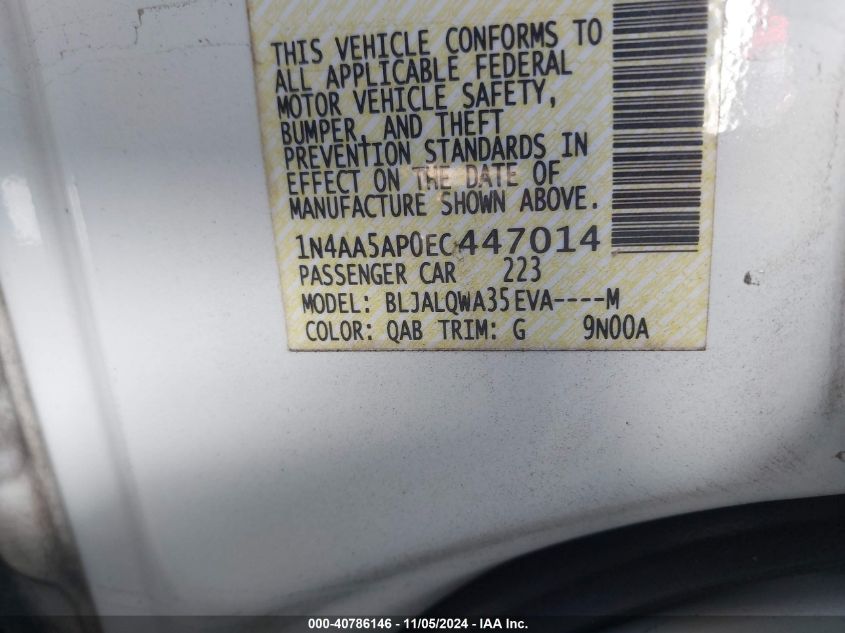 THIS VEHICLE CONFORMS TO
ALL APPLICABLE FEDERAL
MOTOR VEHICLE SAFETY,
BUMPER, AND THEFT
PREVENTION STANDARDS IN
EFFECT ON THE DATE OF
MANUFACTURE SHOWN ABOVE.
1N4AA5AP0EC447014
PASSENGER CAR 223
MODEL: BLJALQWA35EVA----M
COLOR: QAB TRIM: G 9N00A
000-40786146 - 11/05/2024 - IAA Inc.